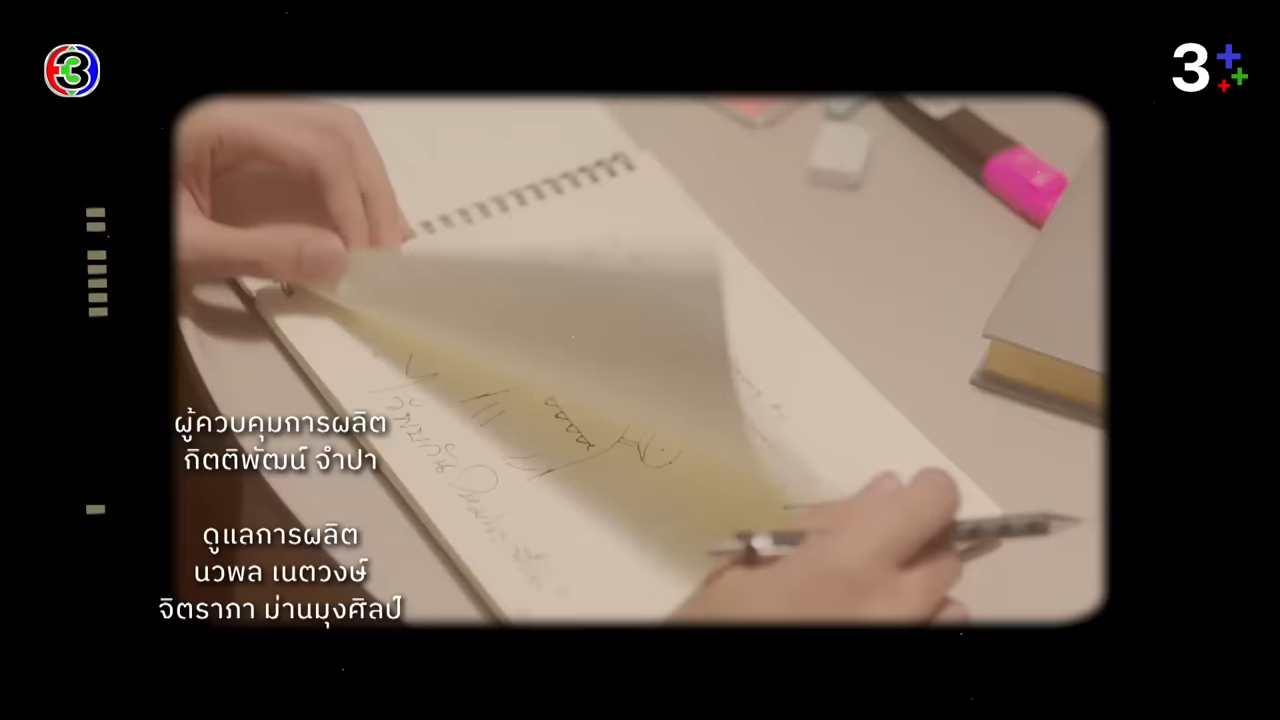 3
3+
ผู้ควบคุมการผลิต
กิตติพัฒน์ จำปา
ดูแลการผลิต
นวพล เนตวงษ์
จิตราภา ม่านมุงศิลป์